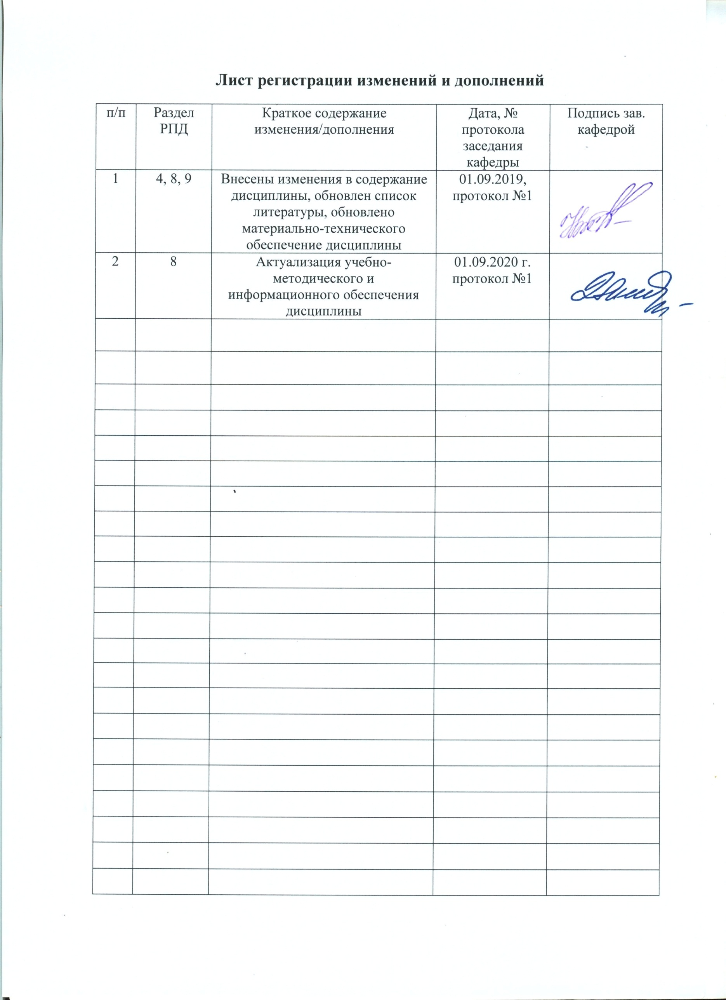 Лист регистрации изменений и дополнений
п/п
Раздел
РПД
Краткое содержание
изменения/дополнения
Дата, №
протокола
заседания
кафедры
Подпись зав.
кафедрой
1
4, 8, 9
Внесены изменения в содержание
дисциплины, обновлен список
литературы, обновлено
материально-технического
обеспечение дисциплины
01.09.2019,
протокол №1
2
8
Актуализация учебно-
методического и
информационного обеспечения
дисциплины
01.09.2020 г.
протокол №1